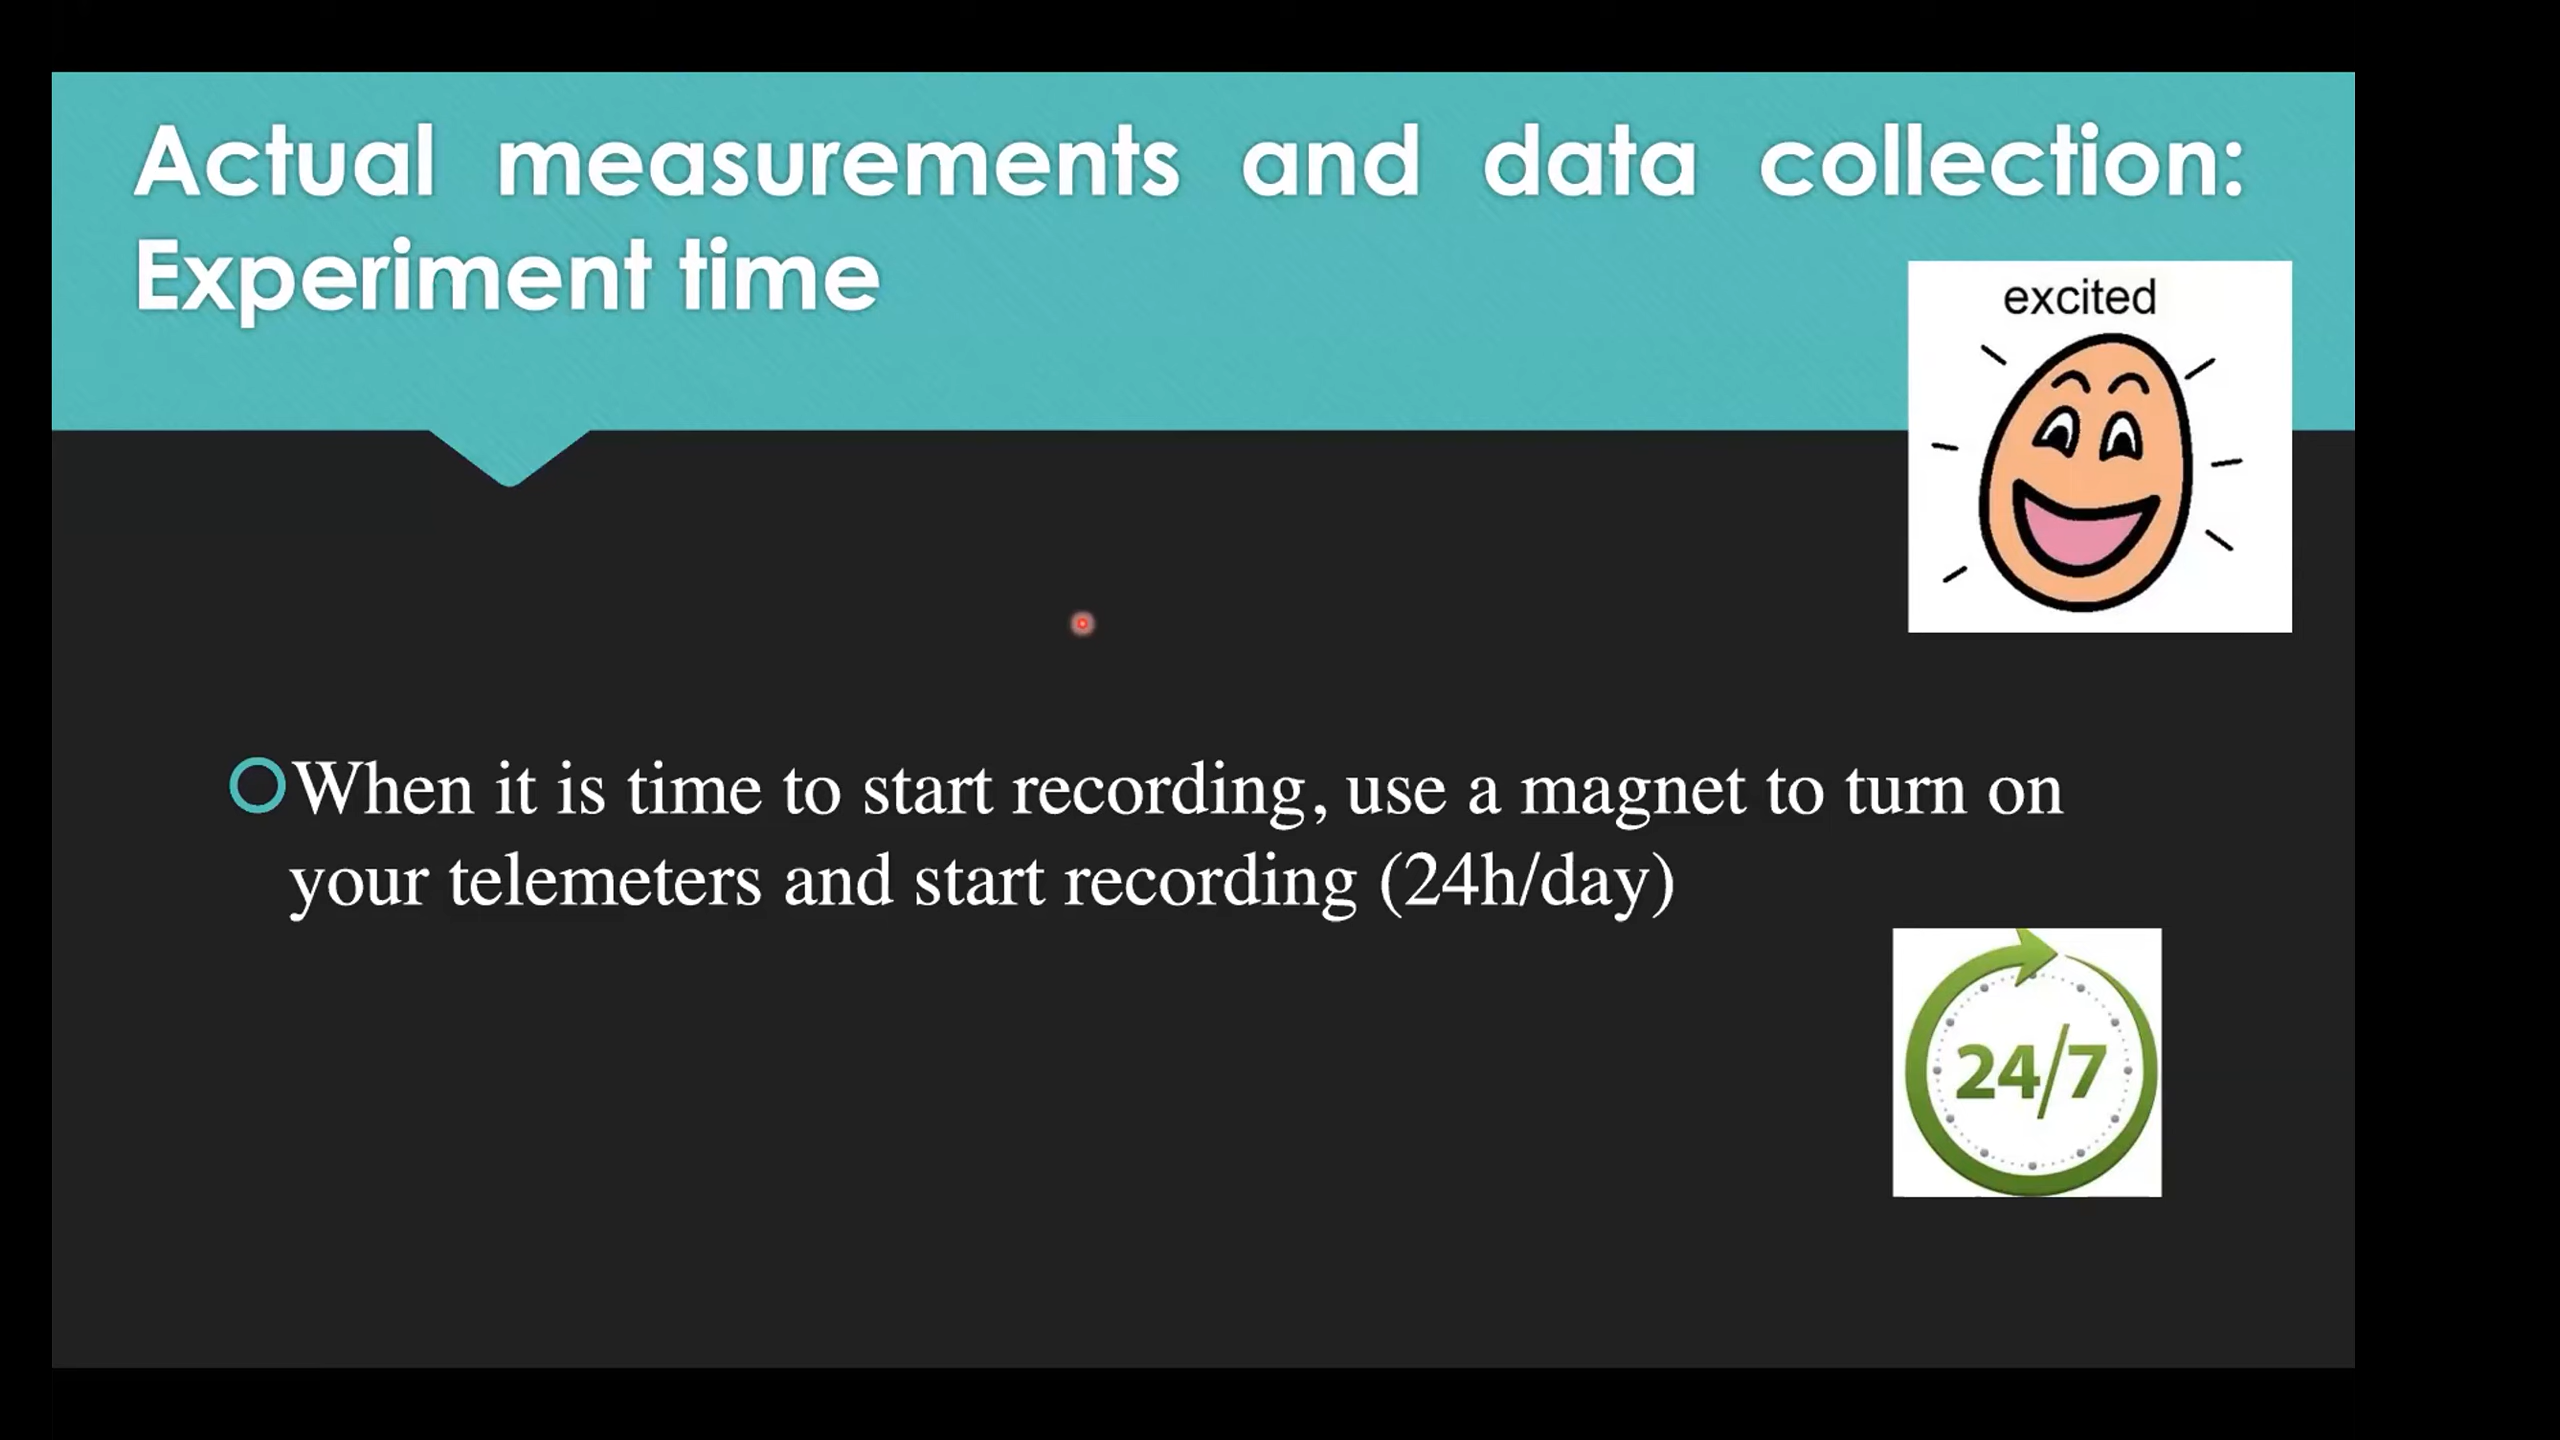 Actual measurements and data collection:
Experiment time
excited
When it is time to start recording, use a magnet to turn on
your telemeters and start recording (24h/day)
24/7